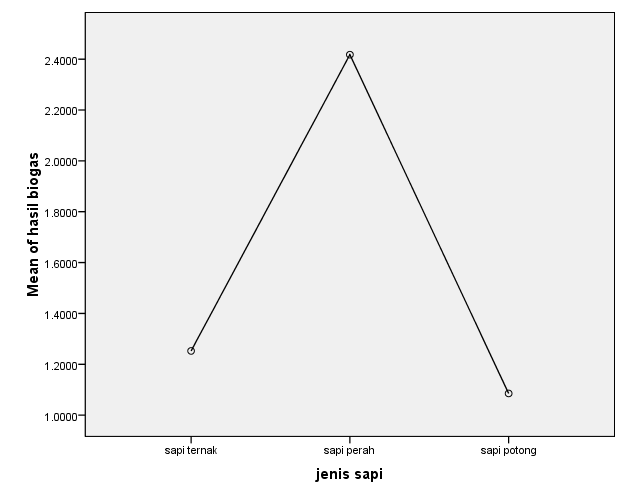 Mean of hasil biogas
2.4000
2.2000
2.0000
1.8000
1.6000
1.4000
1.2000
1.0000
sapi ternak
sapi perah
sapi potong
jenis sapi